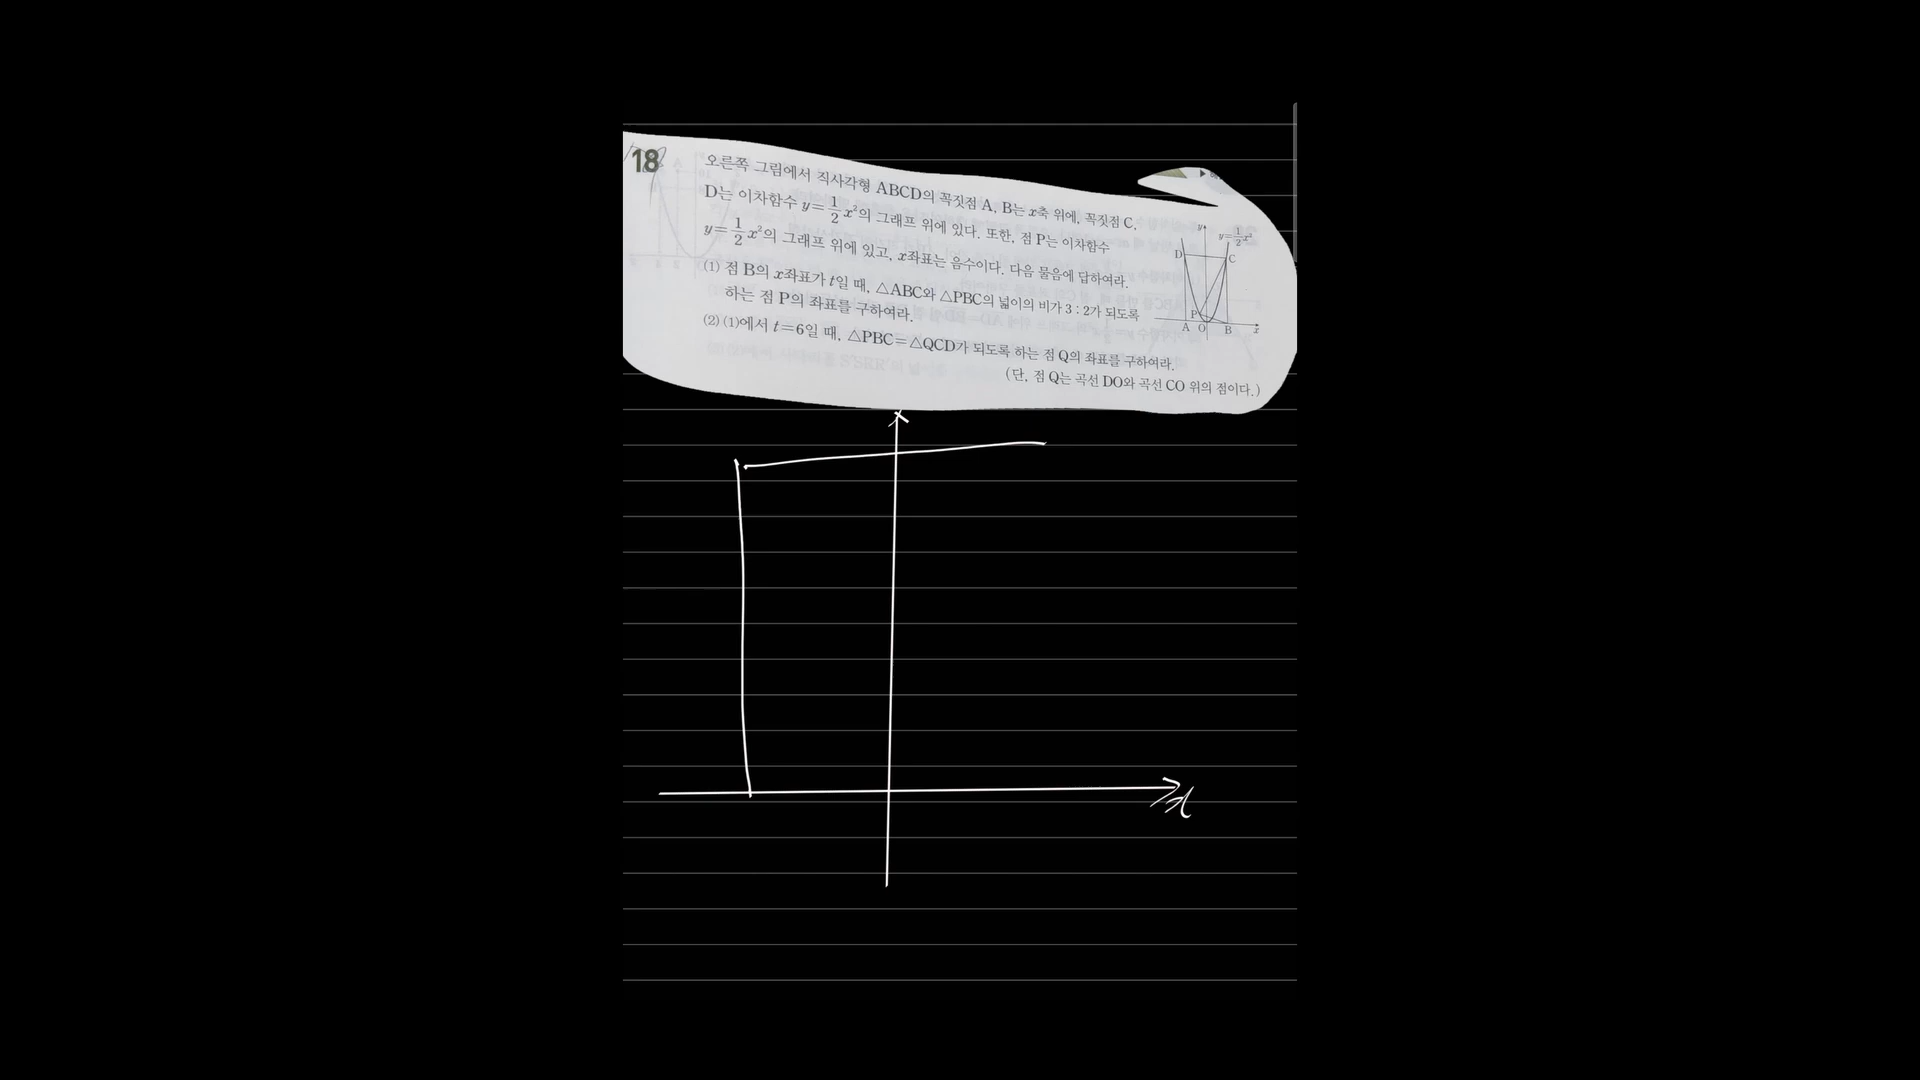 18
오른쪽 그림에서 직사각형 ABCD의 꼭짓점 A, B는 x축 위에, 꼭짓점 C,
D는 이차함수 y=\frac{1}{2}x²의 그래프 위에 있다. 또한, 점 P는 이차함수
y=\frac{1}{2}x²의 그래프 위에 있고, x좌표는 음수이다. 다음 물음에 답하여라.
(1) 점 B의 x좌표가 t일 때, △ABC와 △PBC의 넓이의 비가 3 : 2가 되도록
하는 점 P의 좌표를 구하여라.
(2) (1)에서 t=6일 때, △PBC=△QCD가 되도록 하는 점 Q의 좌표를 구하여라.
(단, 점 Q는 곡선 DO와 곡선 CO 위의 점이다.)
y
y=\frac{1}{2}x²
D
C
P
A O B x
x